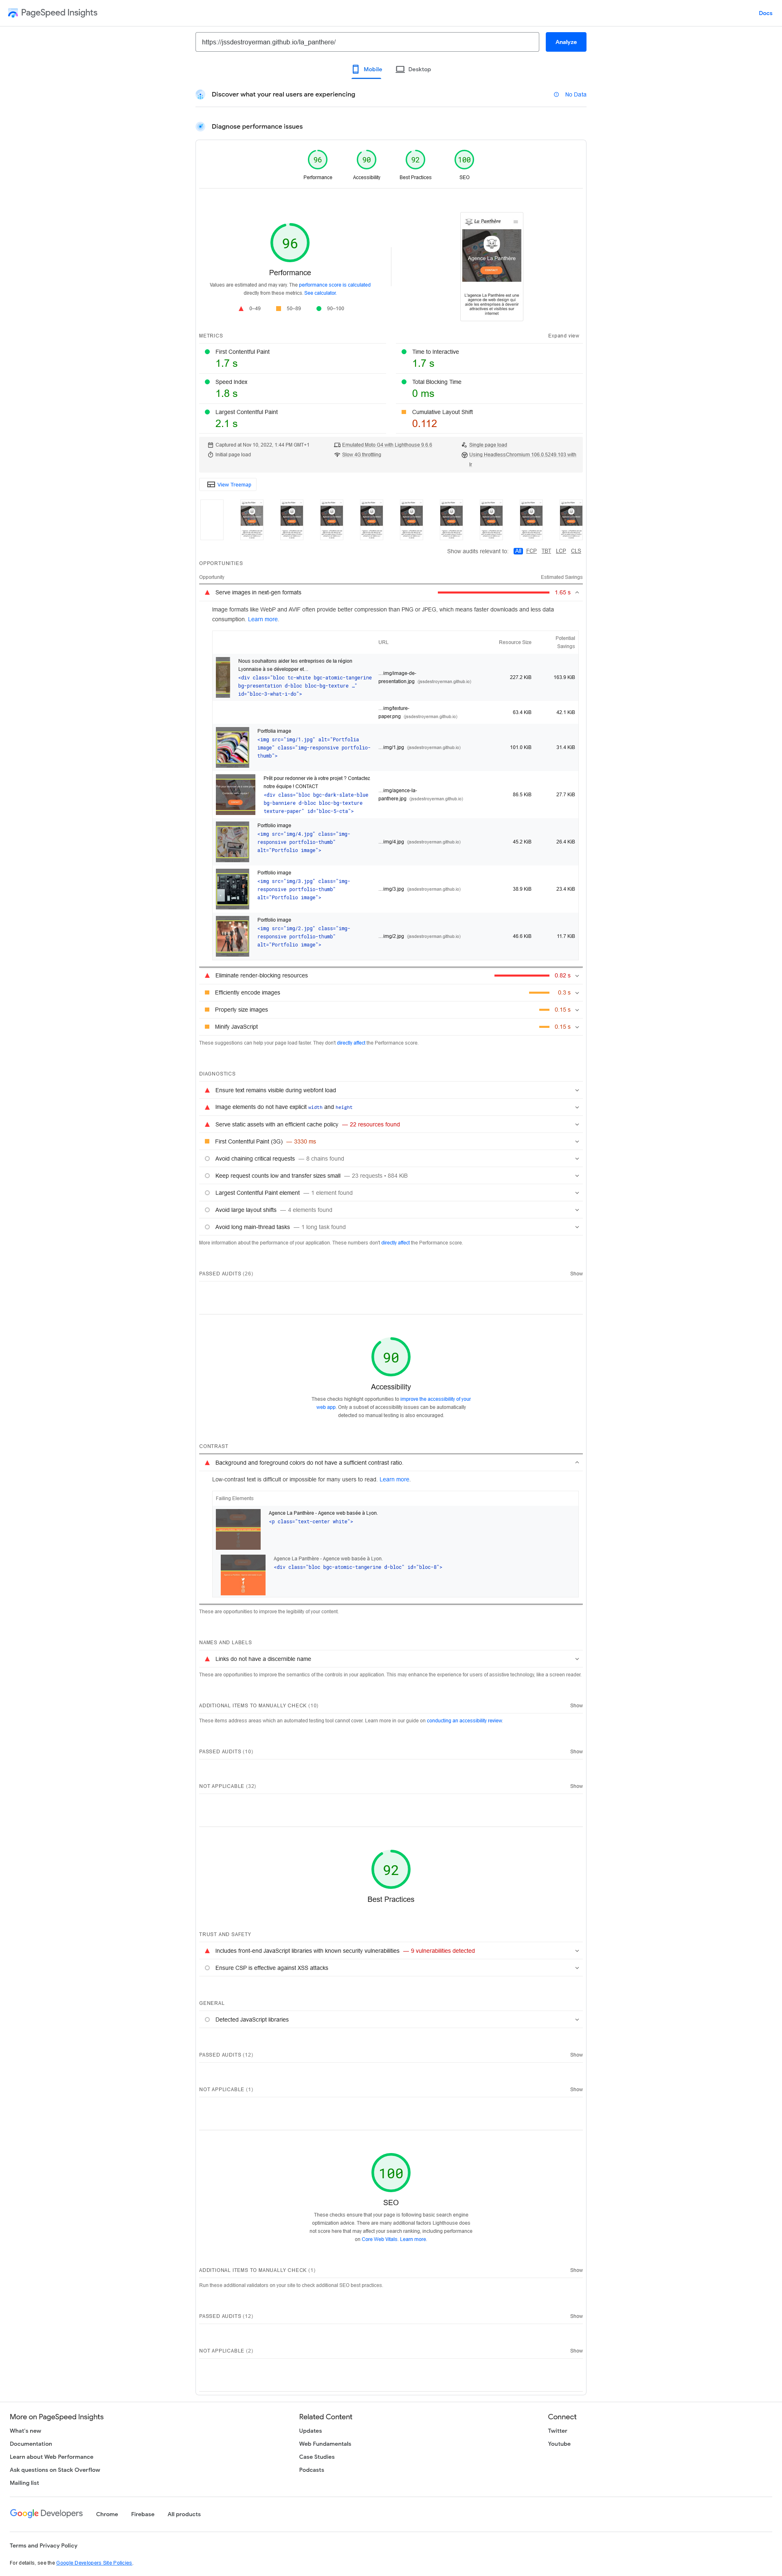 PageSpeed Insights
Docs
https://jssdestroyerman.github.io/la_panthere/
Analyze
Mobile
Desktop
Discover what your real users are experiencing
No Data
Diagnose performance issues
96
90
92
100
Performance
Accessibility
Best Practices
SEO
96
Performance
Values are estimated and may vary. The performance score is calculated
directly from these metrics. See calculator.
0–49
50–89
90–100
La Panthère
Agence La Panthère
L'agence La Panthère est une
agence de web design qui
aide les entreprises à devenir
attractives et visibles sur
internet.
METRICS
Expand view
First Contentful Paint
1.7 s
Time to Interactive
1.7 s
Speed Index
1.8 s
Total Blocking Time
0 ms
Largest Contentful Paint
2.1 s
Cumulative Layout Shift
0.112
Captured at Nov 10, 2022, 1:44 PM GMT+1
Emulated Moto G4 with Lighthouse 9.6.6
Single page load
Initial page load
Slow 4G throttling
Using HeadlessChromium 106.0.5249.103 with
lr
View Treemap
Show audits relevant to:
All
FCP
TBT
LCP
CLS
OPPORTUNITIES
Opportunity
Estimated Savings
Serve images in next-gen formats
1.65 s
Image formats like WebP and AVIF often provide better compression than PNG or JPEG, which means faster downloads and less data
consumption. Learn more.
URL
Resource Size
Potential
Savings
Nous souhaitons aider les entreprises de la région
Lyonnaise à se développer et…
<div class="bloc tc-white bgc-atomic-tangerine
bg-presentation d-bloc bloc-bg-texture …"
id="bloc-3-what-i-do">
…img/image-de-
presentation.jpg (jssdestroyerman.github.io)
227.2 KiB
163.9 KiB
…img/texture-
paper.png (jssdestroyerman.github.io)
63.4 KiB
42.1 KiB
Portfolia image
<img src="img/1.jpg" alt="Portfolia
image" class="img-responsive portfolio-
thumb">
…img/1.jpg (jssdestroyerman.github.io)
101.0 KiB
31.4 KiB
Prêt pour redonner vie à votre projet ? Contactez
notre équipe ! CONTACT
<div class="bloc bgc-dark-slate-blue
bg-banniere d-bloc bloc-bg-texture
texture-paper" id="bloc-5-cta">
…img/agence-la-
panthere.jpg (jssdestroyerman.github.io)
86.5 KiB
27.7 KiB
Portfolio image
<img src="img/4.jpg" class="img-
responsive portfolio-thumb"
alt="Portfolio image">
…img/4.jpg (jssdestroyerman.github.io)
45.2 KiB
26.4 KiB
Portfolio image
<img src="img/3.jpg" class="img-
responsive portfolio-thumb"
alt="Portfolio image">
…img/3.jpg (jssdestroyerman.github.io)
38.9 KiB
23.4 KiB
Portfolio image
<img src="img/2.jpg" class="img-
responsive portfolio-thumb"
alt="Portfolio image">
…img/2.jpg (jssdestroyerman.github.io)
46.6 KiB
11.7 KiB
Eliminate render-blocking resources
0.82 s
Efficiently encode images
0.3 s
Properly size images
0.15 s
Minify JavaScript
0.15 s
These suggestions can help your page load faster. They don't directly affect the Performance score.
DIAGNOSTICS
Ensure text remains visible during webfont load
Image elements do not have explicit width and height
Serve static assets with an efficient cache policy — 22 resources found
First Contentful Paint (3G) — 3330 ms
Avoid chaining critical requests — 8 chains found
Keep request counts low and transfer sizes small — 23 requests • 884 KiB
Largest Contentful Paint element — 1 element found
Avoid large layout shifts — 4 elements found
Avoid long main-thread tasks — 1 long task found
More information about the performance of your application. These numbers don't directly affect the Performance score.
PASSED AUDITS (26)
Show
90
Accessibility
These checks highlight opportunities to improve the accessibility of your
web app. Only a subset of accessibility issues can be automatically
detected so manual testing is also encouraged.
CONTRAST
Background and foreground colors do not have a sufficient contrast ratio.
Low-contrast text is difficult or impossible for many users to read. Learn more.
Failing Elements
Agence La Panthère - Agence web basée à Lyon.
<p class="text-center white">
Agence La Panthère - Agence web basée à Lyon.
<div class="bloc bgc-atomic-tangerine d-bloc" id="bloc-8">
These are opportunities to improve the legibility of your content.
NAMES AND LABELS
Links do not have a discernible name
These are opportunities to improve the semantics of the controls in your application. This may enhance the experience for users of assistive technology, like a screen reader.
ADDITIONAL ITEMS TO MANUALLY CHECK (10)
Show
These items address areas which an automated testing tool cannot cover. Learn more in our guide on conducting an accessibility review.
PASSED AUDITS (10)
Show
NOT APPLICABLE (32)
Show
92
Best Practices
TRUST AND SAFETY
Includes front-end JavaScript libraries with known security vulnerabilities — 9 vulnerabilities detected
Ensure CSP is effective against XSS attacks
GENERAL
Detected JavaScript libraries
PASSED AUDITS (12)
Show
NOT APPLICABLE (1)
Show
100
SEO
These checks ensure that your page is following basic search engine
optimization advice. There are many additional factors Lighthouse does
not score here that may affect your search ranking, including performance
on Core Web Vitals. Learn more.
ADDITIONAL ITEMS TO MANUALLY CHECK (1)
Show
Run these additional validators on your site to check additional SEO best practices.
PASSED AUDITS (12)
Show
NOT APPLICABLE (2)
Show
More on PageSpeed Insights
Related Content
Connect
What's new
Updates
Twitter
Documentation
Web Fundamentals
Youtube
Learn about Web Performance
Case Studies
Ask questions on Stack Overflow
Podcasts
Mailing list
Google Developers
Chrome
Firebase
All products
Terms and Privacy Policy
For details, see the Google Developers Site Policies.